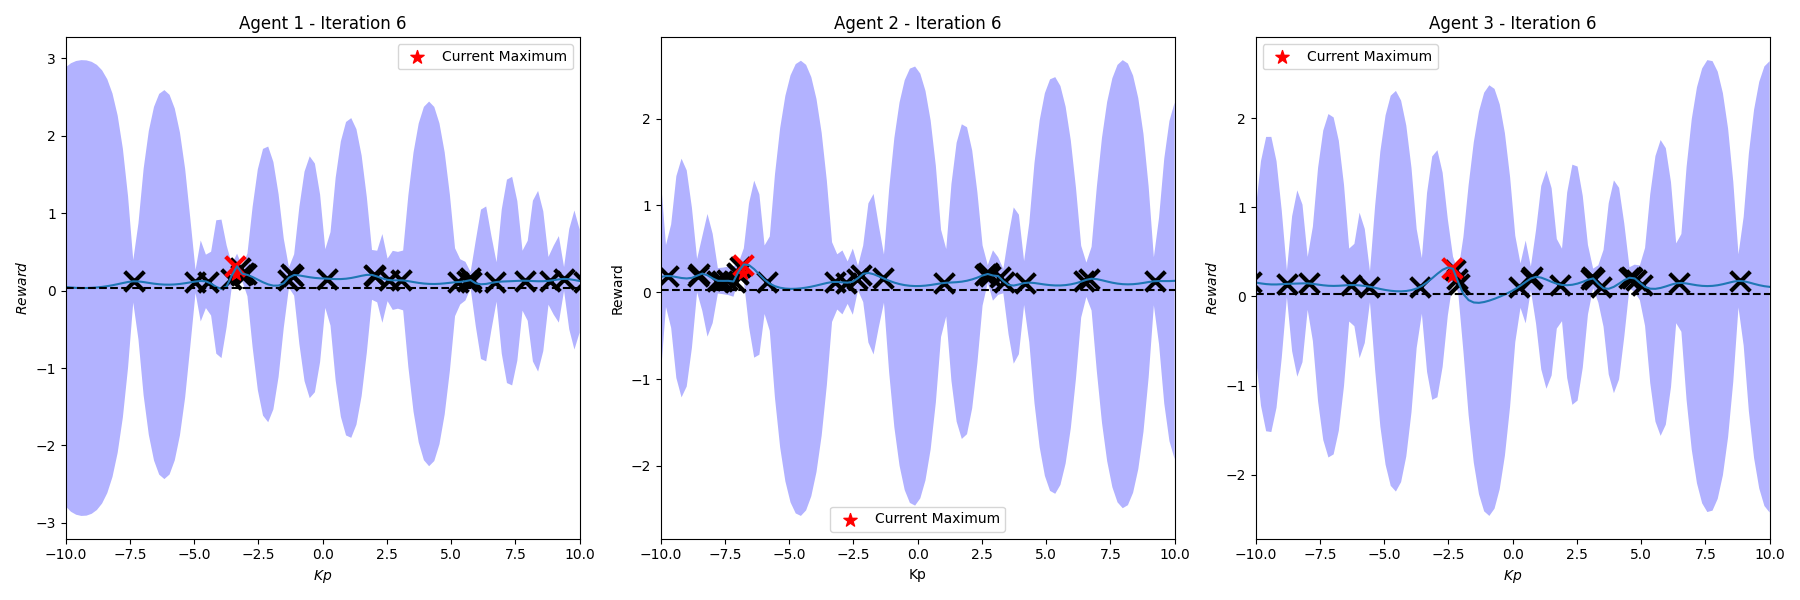 Agent 1 - Iteration 6
Current Maximum
3
2
1
0
−1
−2
−3
Reward
−10.0 −7.5 −5.0 −2.5 0.0 2.5 5.0 7.5 10.0
Kp
Agent 2 - Iteration 6
2
1
0
−1
−2
Reward
Current Maximum
−10.0 −7.5 −5.0 −2.5 0.0 2.5 5.0 7.5 10.0
Kp
Agent 3 - Iteration 6
Current Maximum
2
1
0
−1
−2
Reward
−10.0 −7.5 −5.0 −2.5 0.0 2.5 5.0 7.5 10.0
Kp